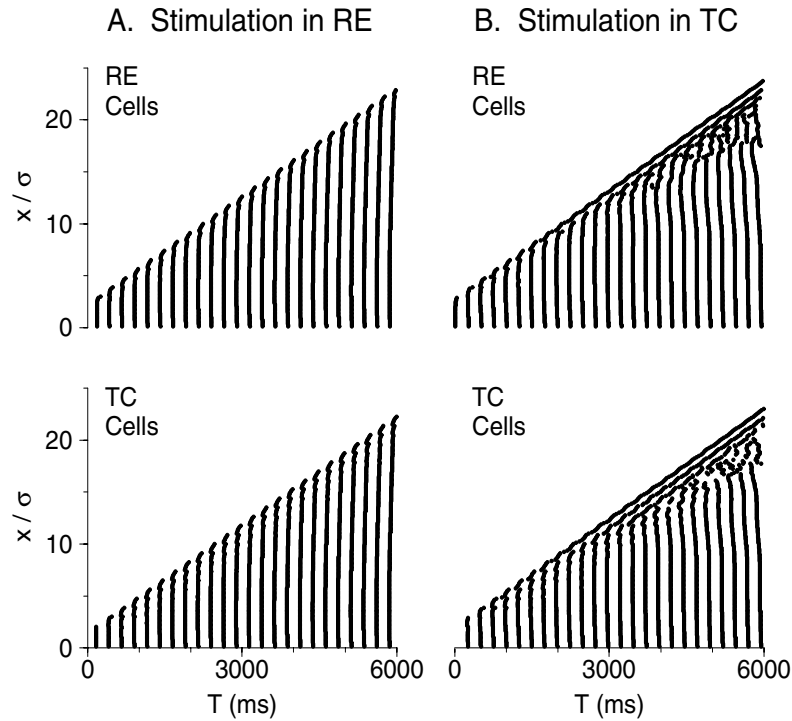 A. Stimulation in RE
B. Stimulation in TC
RE
Cells
20
10
0
x / σ
RE
Cells
TC
Cells
20
10
0
x / σ
0
3000
6000
T (ms)
TC
Cells
0
3000
6000
T (ms)